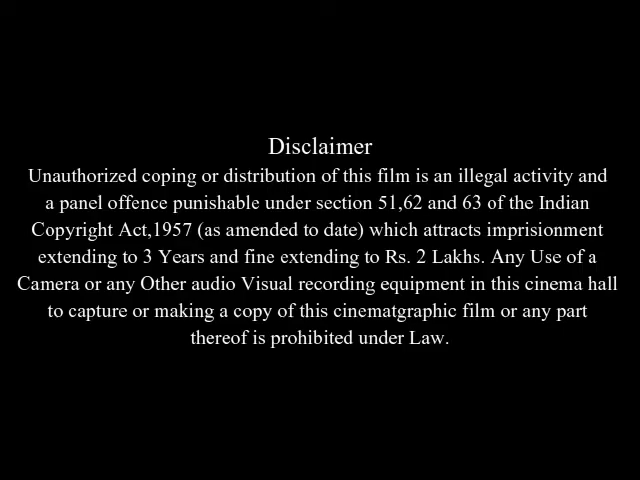 Disclaimer
Unauthorized coping or distribution of this film is an illegal activity and
a panel offence punishable under section 51,62 and 63 of the Indian
Copyright Act,1957 (as amended to date) which attracts imprisionment
extending to 3 Years and fine extending to Rs. 2 Lakhs. Any Use of a
Camera or any Other audio Visual recording equipment in this cinema hall
to capture or making a copy of this cinematgraphic film or any part
thereof is prohibited under Law.